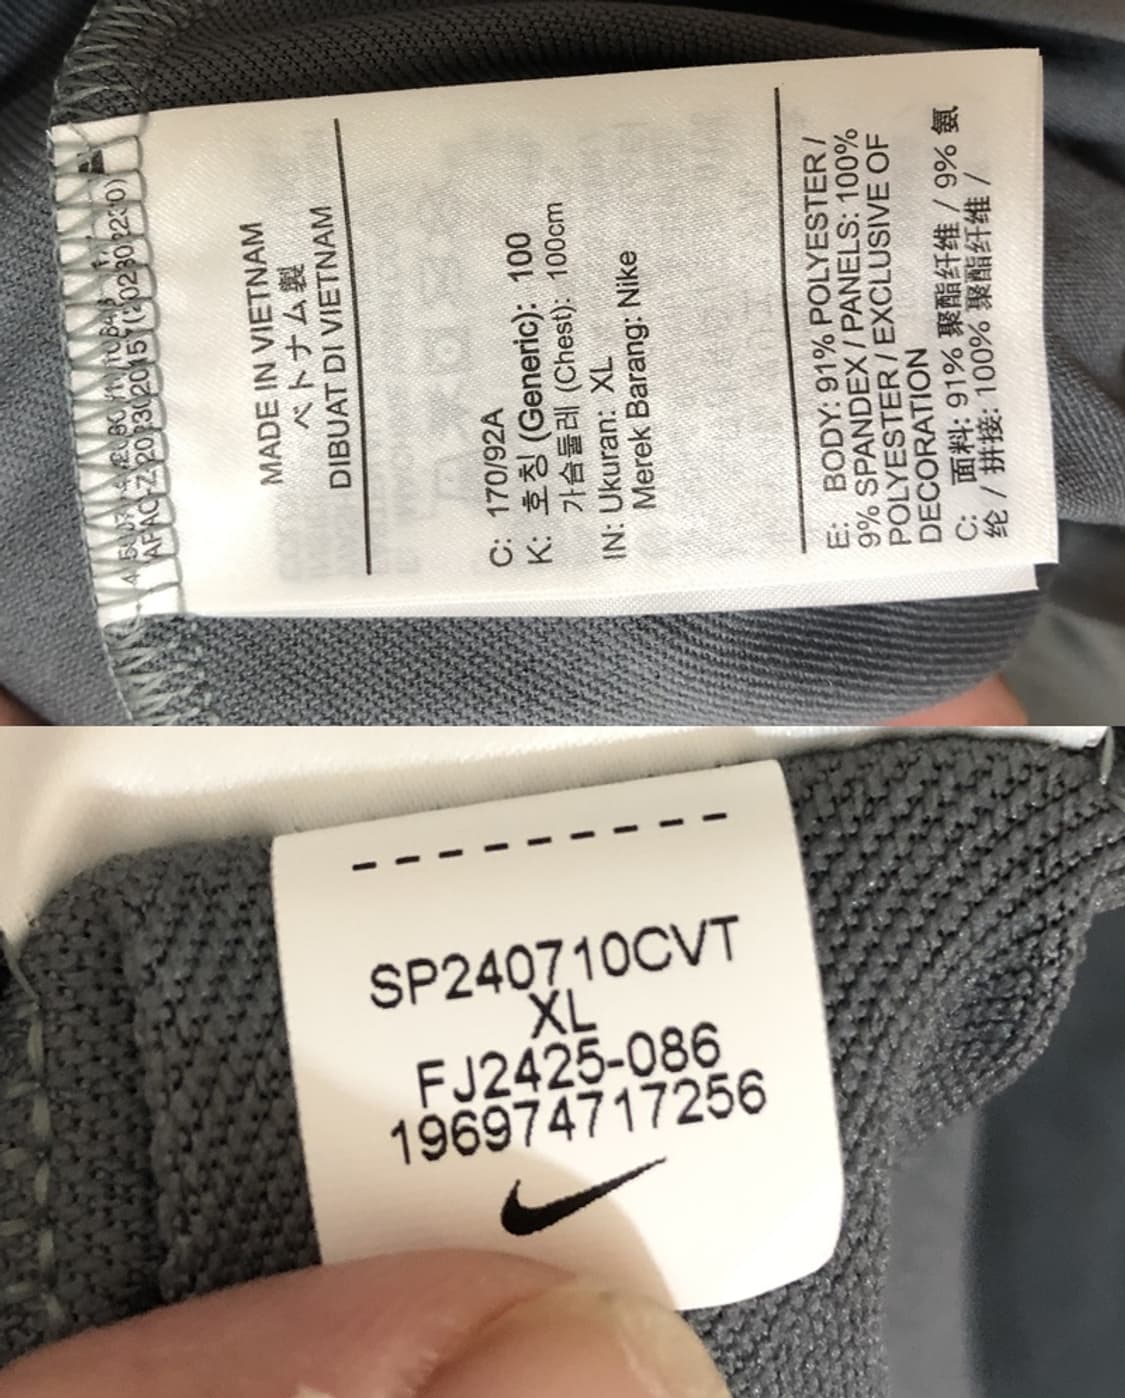 MADE IN VIETNAM
ベトナム製
DIBUAT DI VIETNAM
C: 170/92A
K: 호칭 (Generic): 100
가슴둘레 (Chest): 100cm
IN: Ukuran: XL
Merek Barang: Nike
E: BODY: 91% POLYESTER /
9% SPANDEX / PANELS: 100%
POLYESTER / EXCLUSIVE OF
DECORATION
C: 面料: 91% 聚酯纤维 / 9% 氨
纶 / 拼接: 100% 聚酯纤维 /
SP240710CVT
XL
FJ2425-086
196974717256